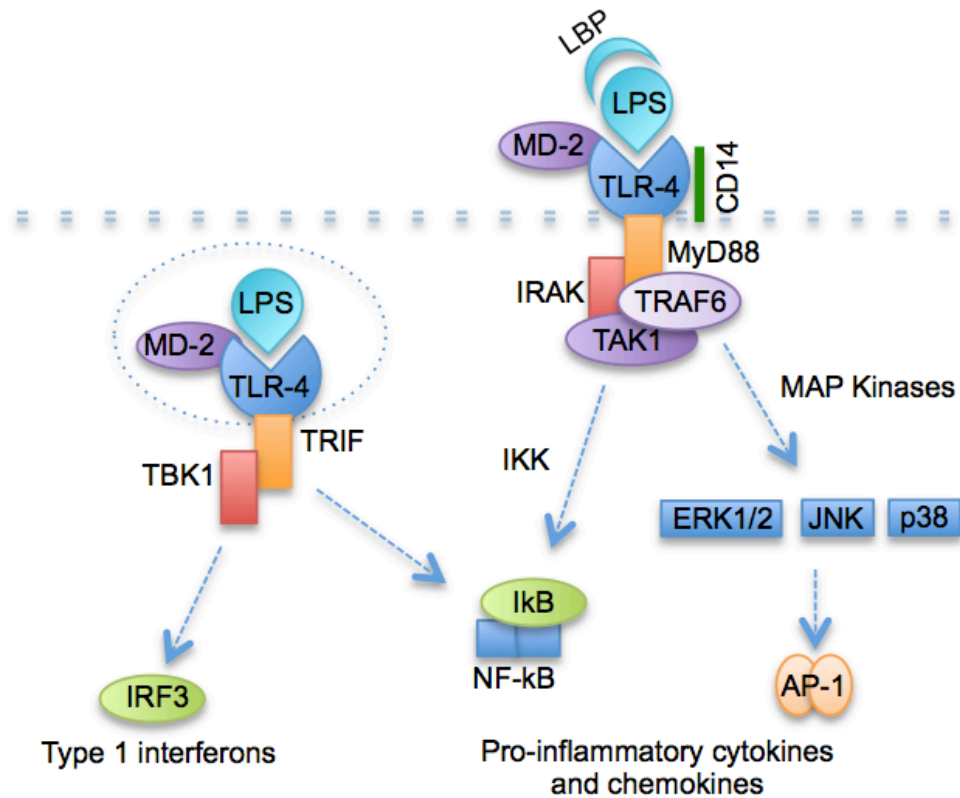 LBP
LPS
MD-2
TLR-4
CD14
MyD88
IRAK
TRAF6
TAK1
LPS
MD-2
TLR-4
TRIF
TBK1
MAP Kinases
IKK
ERK1/2
JNK
p38
IkB
NF-kB
IRF3
AP-1
Type 1 interferons
Pro-inflammatory cytokines
and chemokines